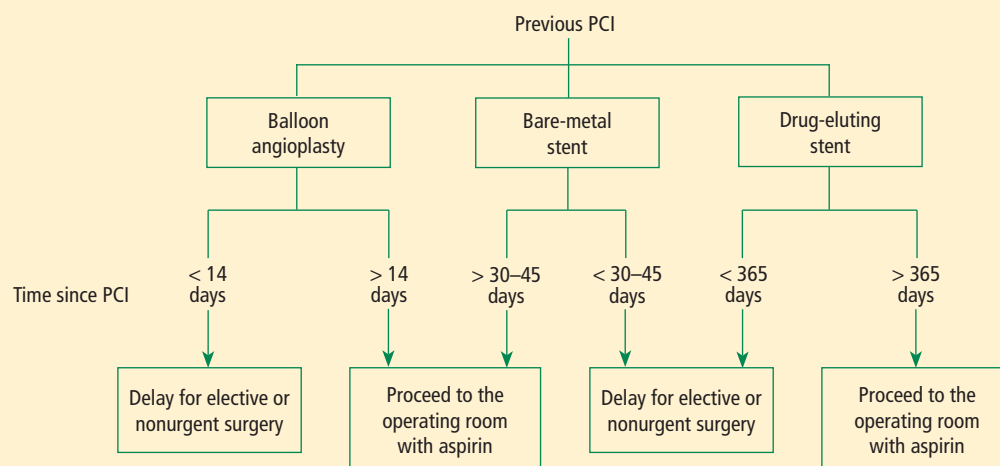 Previous PCI
Balloon
angioplasty
Bare-metal
stent
Drug-eluting
stent
Time since PCI
< 14
days
> 14
days
> 30–45
days
< 30–45
days
< 365
days
> 365
days
Delay for elective or
nonurgent surgery
Proceed to the
operating room
with aspirin
Delay for elective or
nonurgent surgery
Proceed to the
operating room
with aspirin